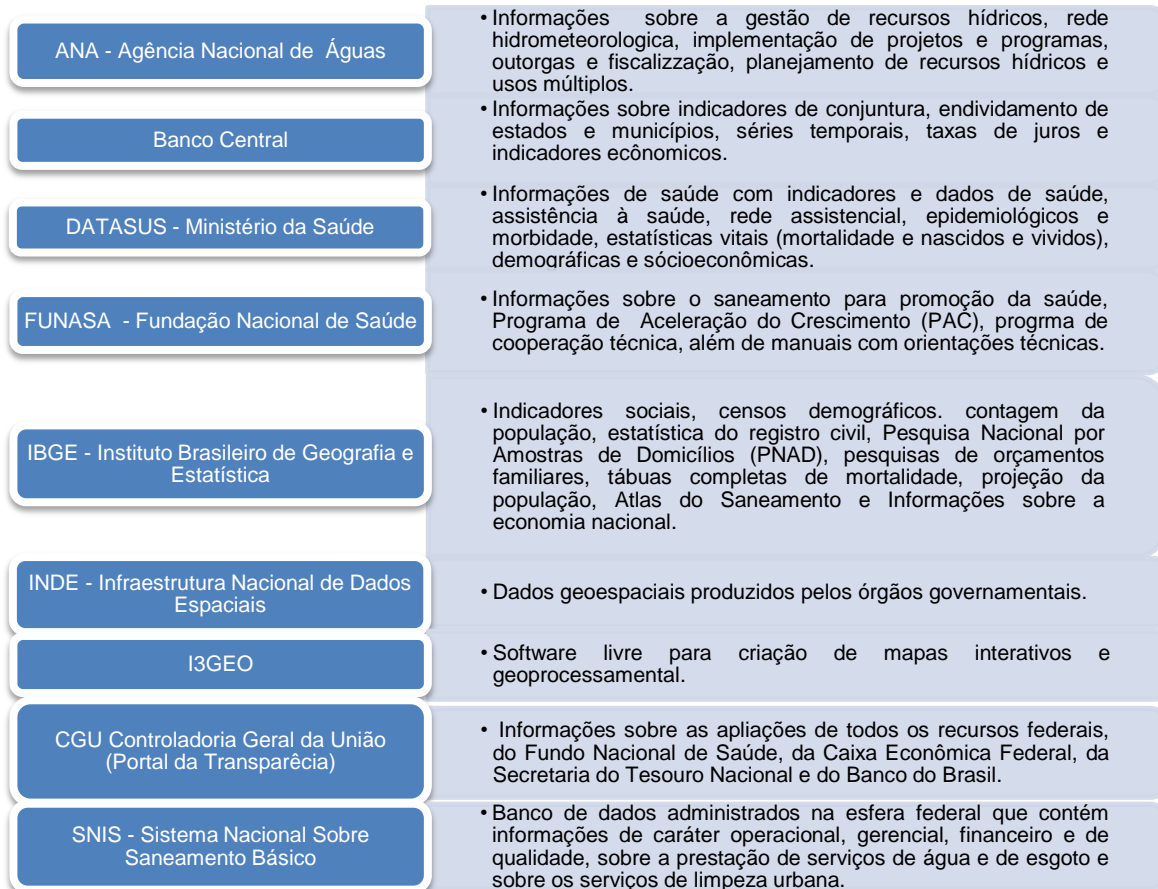 ANA - Agência Nacional de Águas
• Informações sobre a gestão de recursos hídricos, rede
hidrometeorologica, implementação de projetos e programas,
outorgas e fiscalizzação, planejamento de recursos hídricos e
usos múltiplos.
Banco Central
• Informações sobre indicadores de conjuntura, endividamento de
estados e municípios, séries temporais, taxas de juros e
indicadores ecônomicos.
DATASUS - Ministério da Saúde
• Informações de saúde com indicadores e dados de saúde,
assistência à saúde, rede assistencial, epidemiológicos e
morbidade, estatísticas vitais (mortalidade e nascidos e vividos),
demográficas e sócioeconômicas.
FUNASA - Fundação Nacional de Saúde
• Informações sobre o saneamento para promoção da saúde,
Programa de Aceleração do Crescimento (PAC), progrma de
cooperação técnica, além de manuais com orientações técnicas.
IBGE - Instituto Brasileiro de Geografia e
Estatística
• Indicadores sociais, censos demográficos. contagem da
população, estatística do registro civil, Pesquisa Nacional por
Amostras de Domicílios (PNAD), pesquisas de orçamentos
familiares, tábuas completas de mortalidade, projeção da
população, Atlas do Saneamento e Informações sobre a
economia nacional.
INDE - Infraestrutura Nacional de Dados
Espaciais
• Dados geoespaciais produzidos pelos órgãos governamentais.
I3GEO
• Software livre para criação de mapas interativos e
geoprocessamental.
CGU Controladoria Geral da União
(Portal da Transparêcia)
• Informações sobre as apliações de todos os recursos federais,
do Fundo Nacional de Saúde, da Caixa Econômica Federal, da
Secretaria do Tesouro Nacional e do Banco do Brasil.
SNIS - Sistema Nacional Sobre
Saneamento Básico
• Banco de dados administrados na esfera federal que contém
informações de caráter operacional, gerencial, financeiro e de
qualidade, sobre a prestação de serviços de água e de esgoto e
sobre os serviços de limpeza urbana.